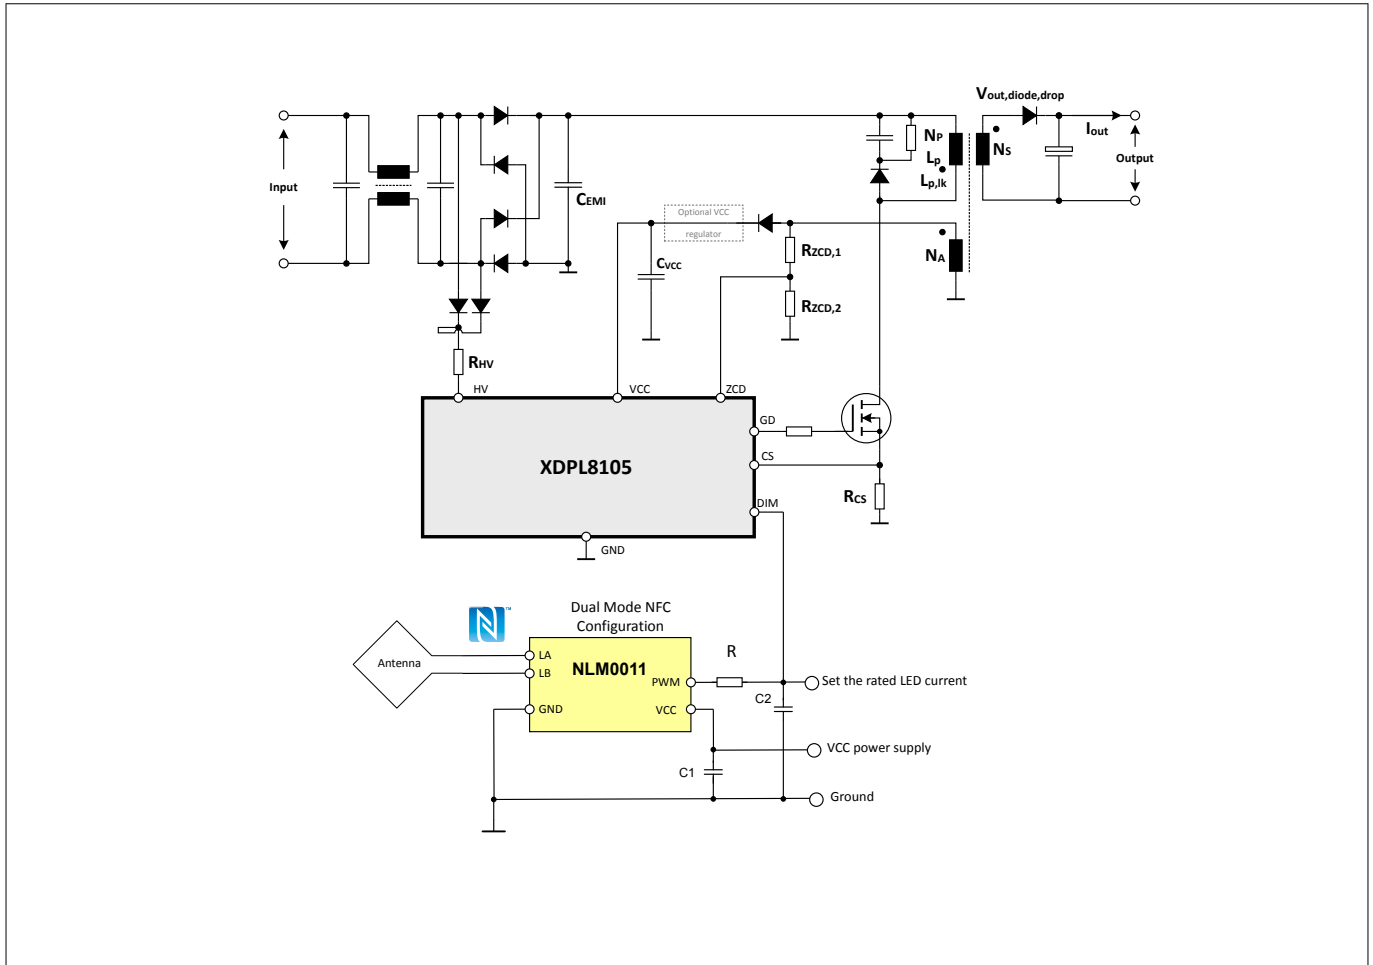 Vout,diode,drop
Iout
NP
NS
Lp
Output
Lp,lk
Input
CEMI
Optional VCC
regulator
RZCD,1
NA
CVCC
RZCD,2
RHV
HV
VCC
ZCD
GD
XDPL8105
CS
RCS
DIM
GND
Dual Mode NFC
Configuration
TM
R
Antenna
LA
NLM0011
LB
PWM
Set the rated LED current
C2
GND
VCC
VCC power supply
C1
Ground